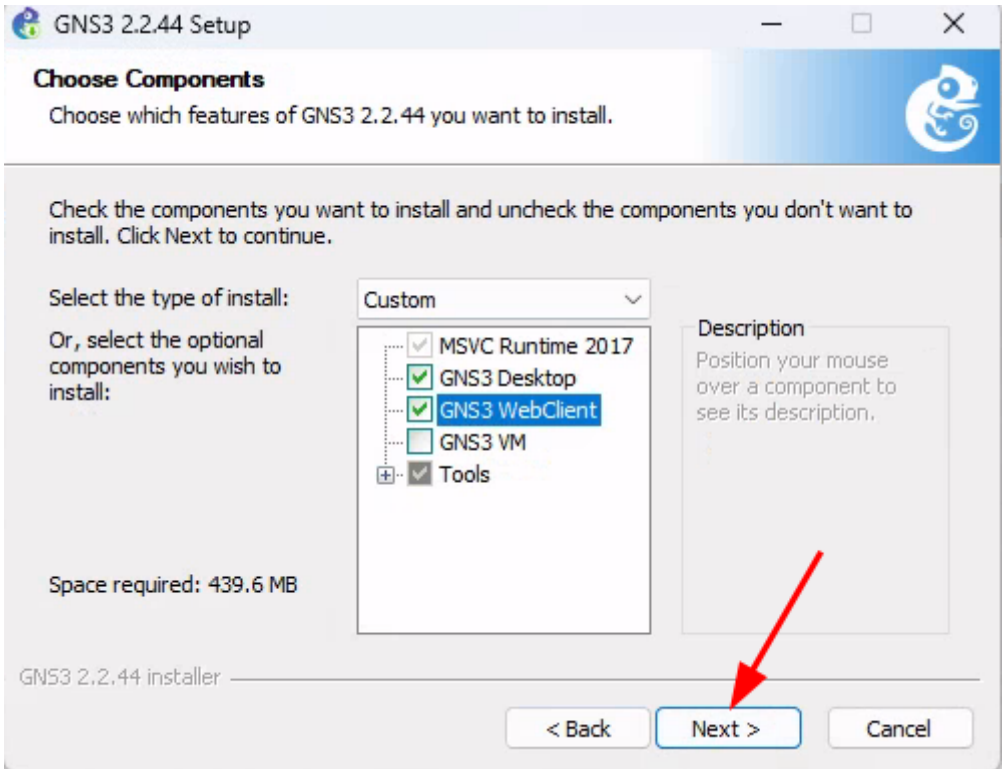 GNS3 2.2.44 Setup
Choose Components
Choose which features of GNS3 2.2.44 you want to install.
Check the components you want to install and uncheck the components you don't want to
install. Click Next to continue.
Select the type of install:
Custom
Or, select the optional
components you wish to
install:
MSVC Runtime 2017
GNS3 Desktop
GNS3 WebClient
GNS3 VM
Tools
Description
Position your mouse
over a component to
see its description.
Space required: 439.6 MB
GNS3 2.2.44 installer
< Back
Next >
Cancel